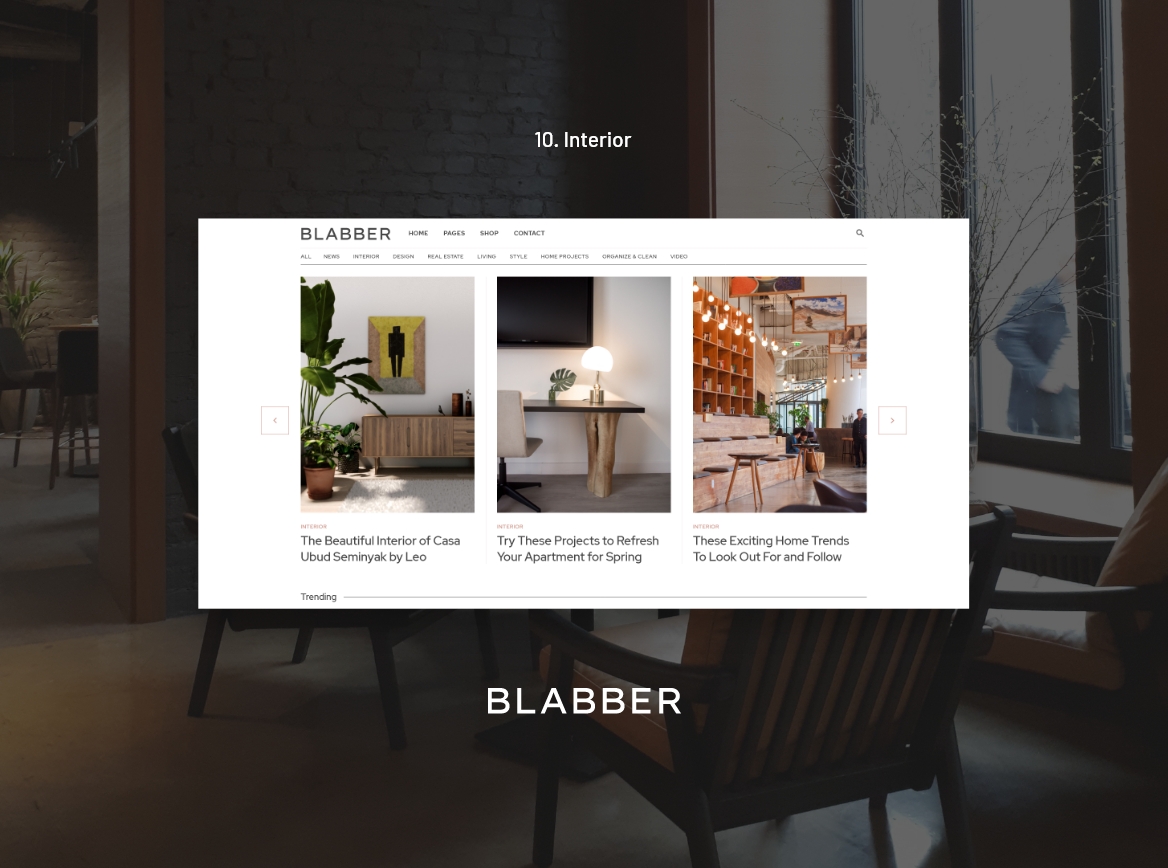 10. Interior
BLABBER HOME PAGES SHOP CONTACT
ALL NEWS INTERIOR DESIGN REAL ESTATE LIVING STYLE HOME PROJECTS ORGANIZE & CLEAN VIDEO
INTERIOR
The Beautiful Interior of Casa
Ubud Seminyak by Leo
INTERIOR
Try These Projects to Refresh
Your Apartment for Spring
INTERIOR
These Exciting Home Trends
To Look Out For and Follow
Trending
BLABBER